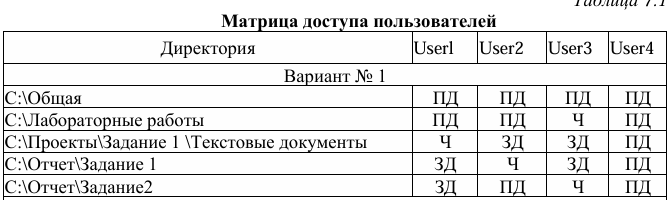 Таблица 7.1
Матрица доступа пользователей
Директория User1 User2 User3 User4
Вариант № 1
C:\Общая ПД ПД ПД ПД
C:\Лабораторные работы ПД ПД Ч ПД
C:\Проекты\Задание 1 \Текстовые документы Ч ЗД ЗД ПД
C:\Отчет\Задание 1 ЗД Ч ЗД ПД
C:\Отчет\Задание2 ЗД ПД Ч ПД